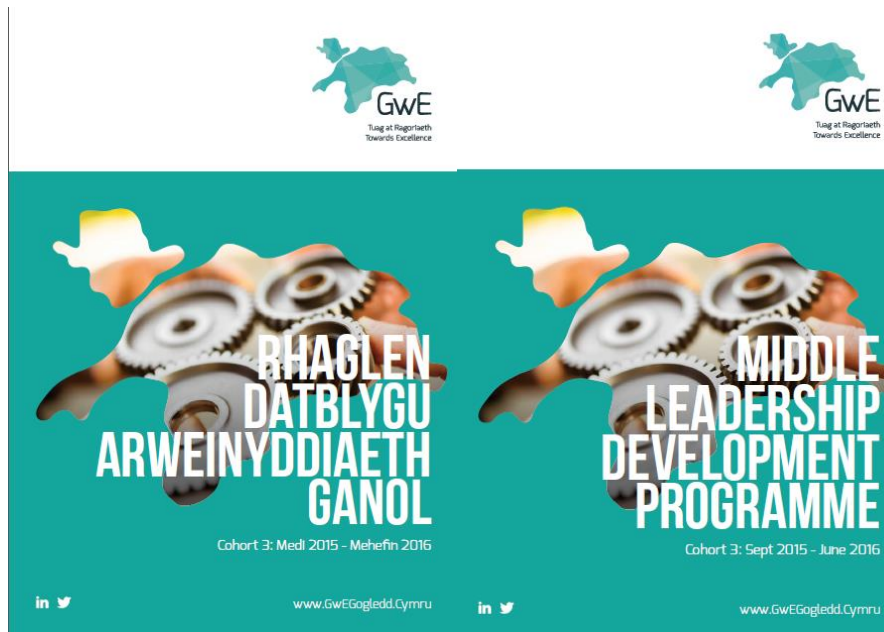 GwE
Tuag at Ragoriaeth
Towards Excellence
RHAGLEN
DATBLYGU
ARWEINYDDIAETH
GANOL
Cohort 3: Medi 2015 - Mehefin 2016
in
www.GwEGogledd.Cymru
GwE
Tuag at Ragoriaeth
Towards Excellence
MIDDLE
LEADERSHIP
DEVELOPMENT
PROGRAMME
Cohort 3: Sept 2015 - June 2016
in
www.GwEGogledd.Cymru